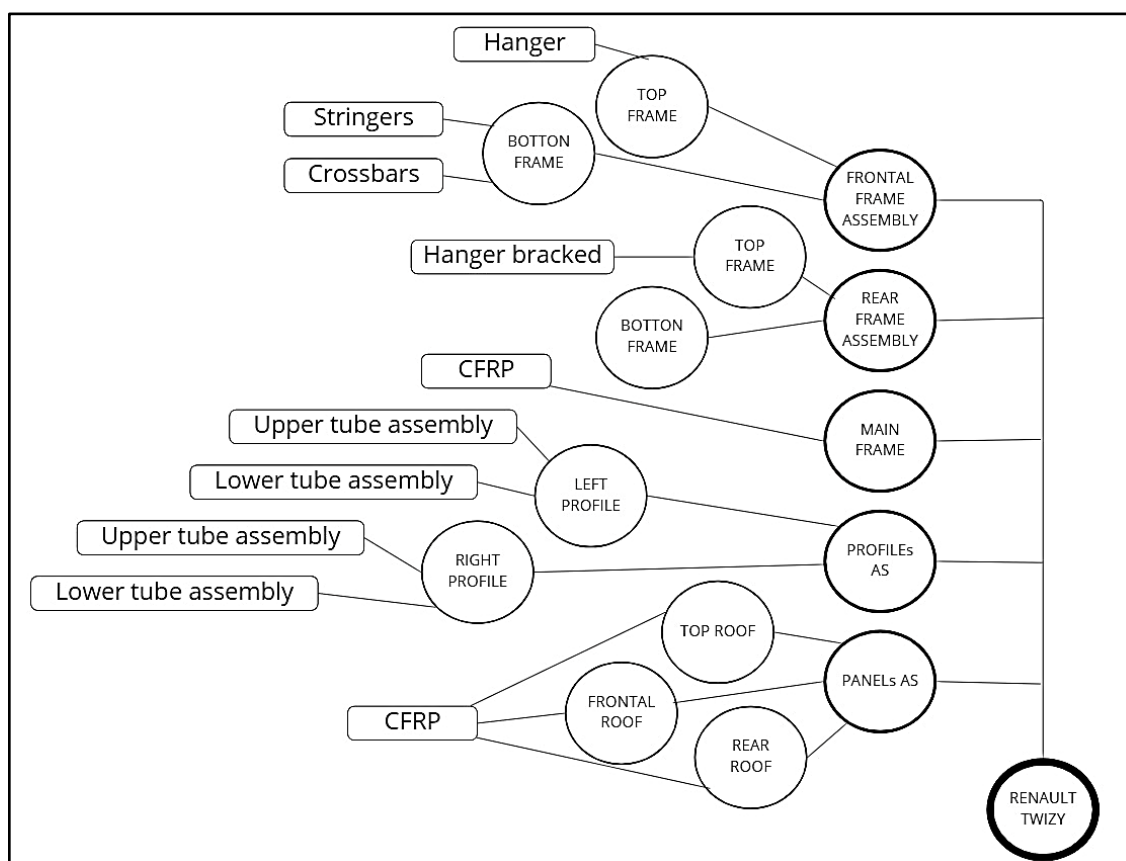 Hanger
TOP
FRAME
Stringers
BOTTON
FRAME
Crossbars
FRONTAL
FRAME
ASSEMBLY
Hanger bracked
TOP
FRAME
REAR
FRAME
ASSEMBLY
BOTTON
FRAME
CFRP
MAIN
FRAME
Upper tube assembly
Lower tube assembly
LEFT
PROFILE
Upper tube assembly
Lower tube assembly
RIGHT
PROFILE
PROFILEs
AS
TOP ROOF
PANELs AS
CFRP
FRONTAL
ROOF
REAR
ROOF
RENAULT
TWIZY